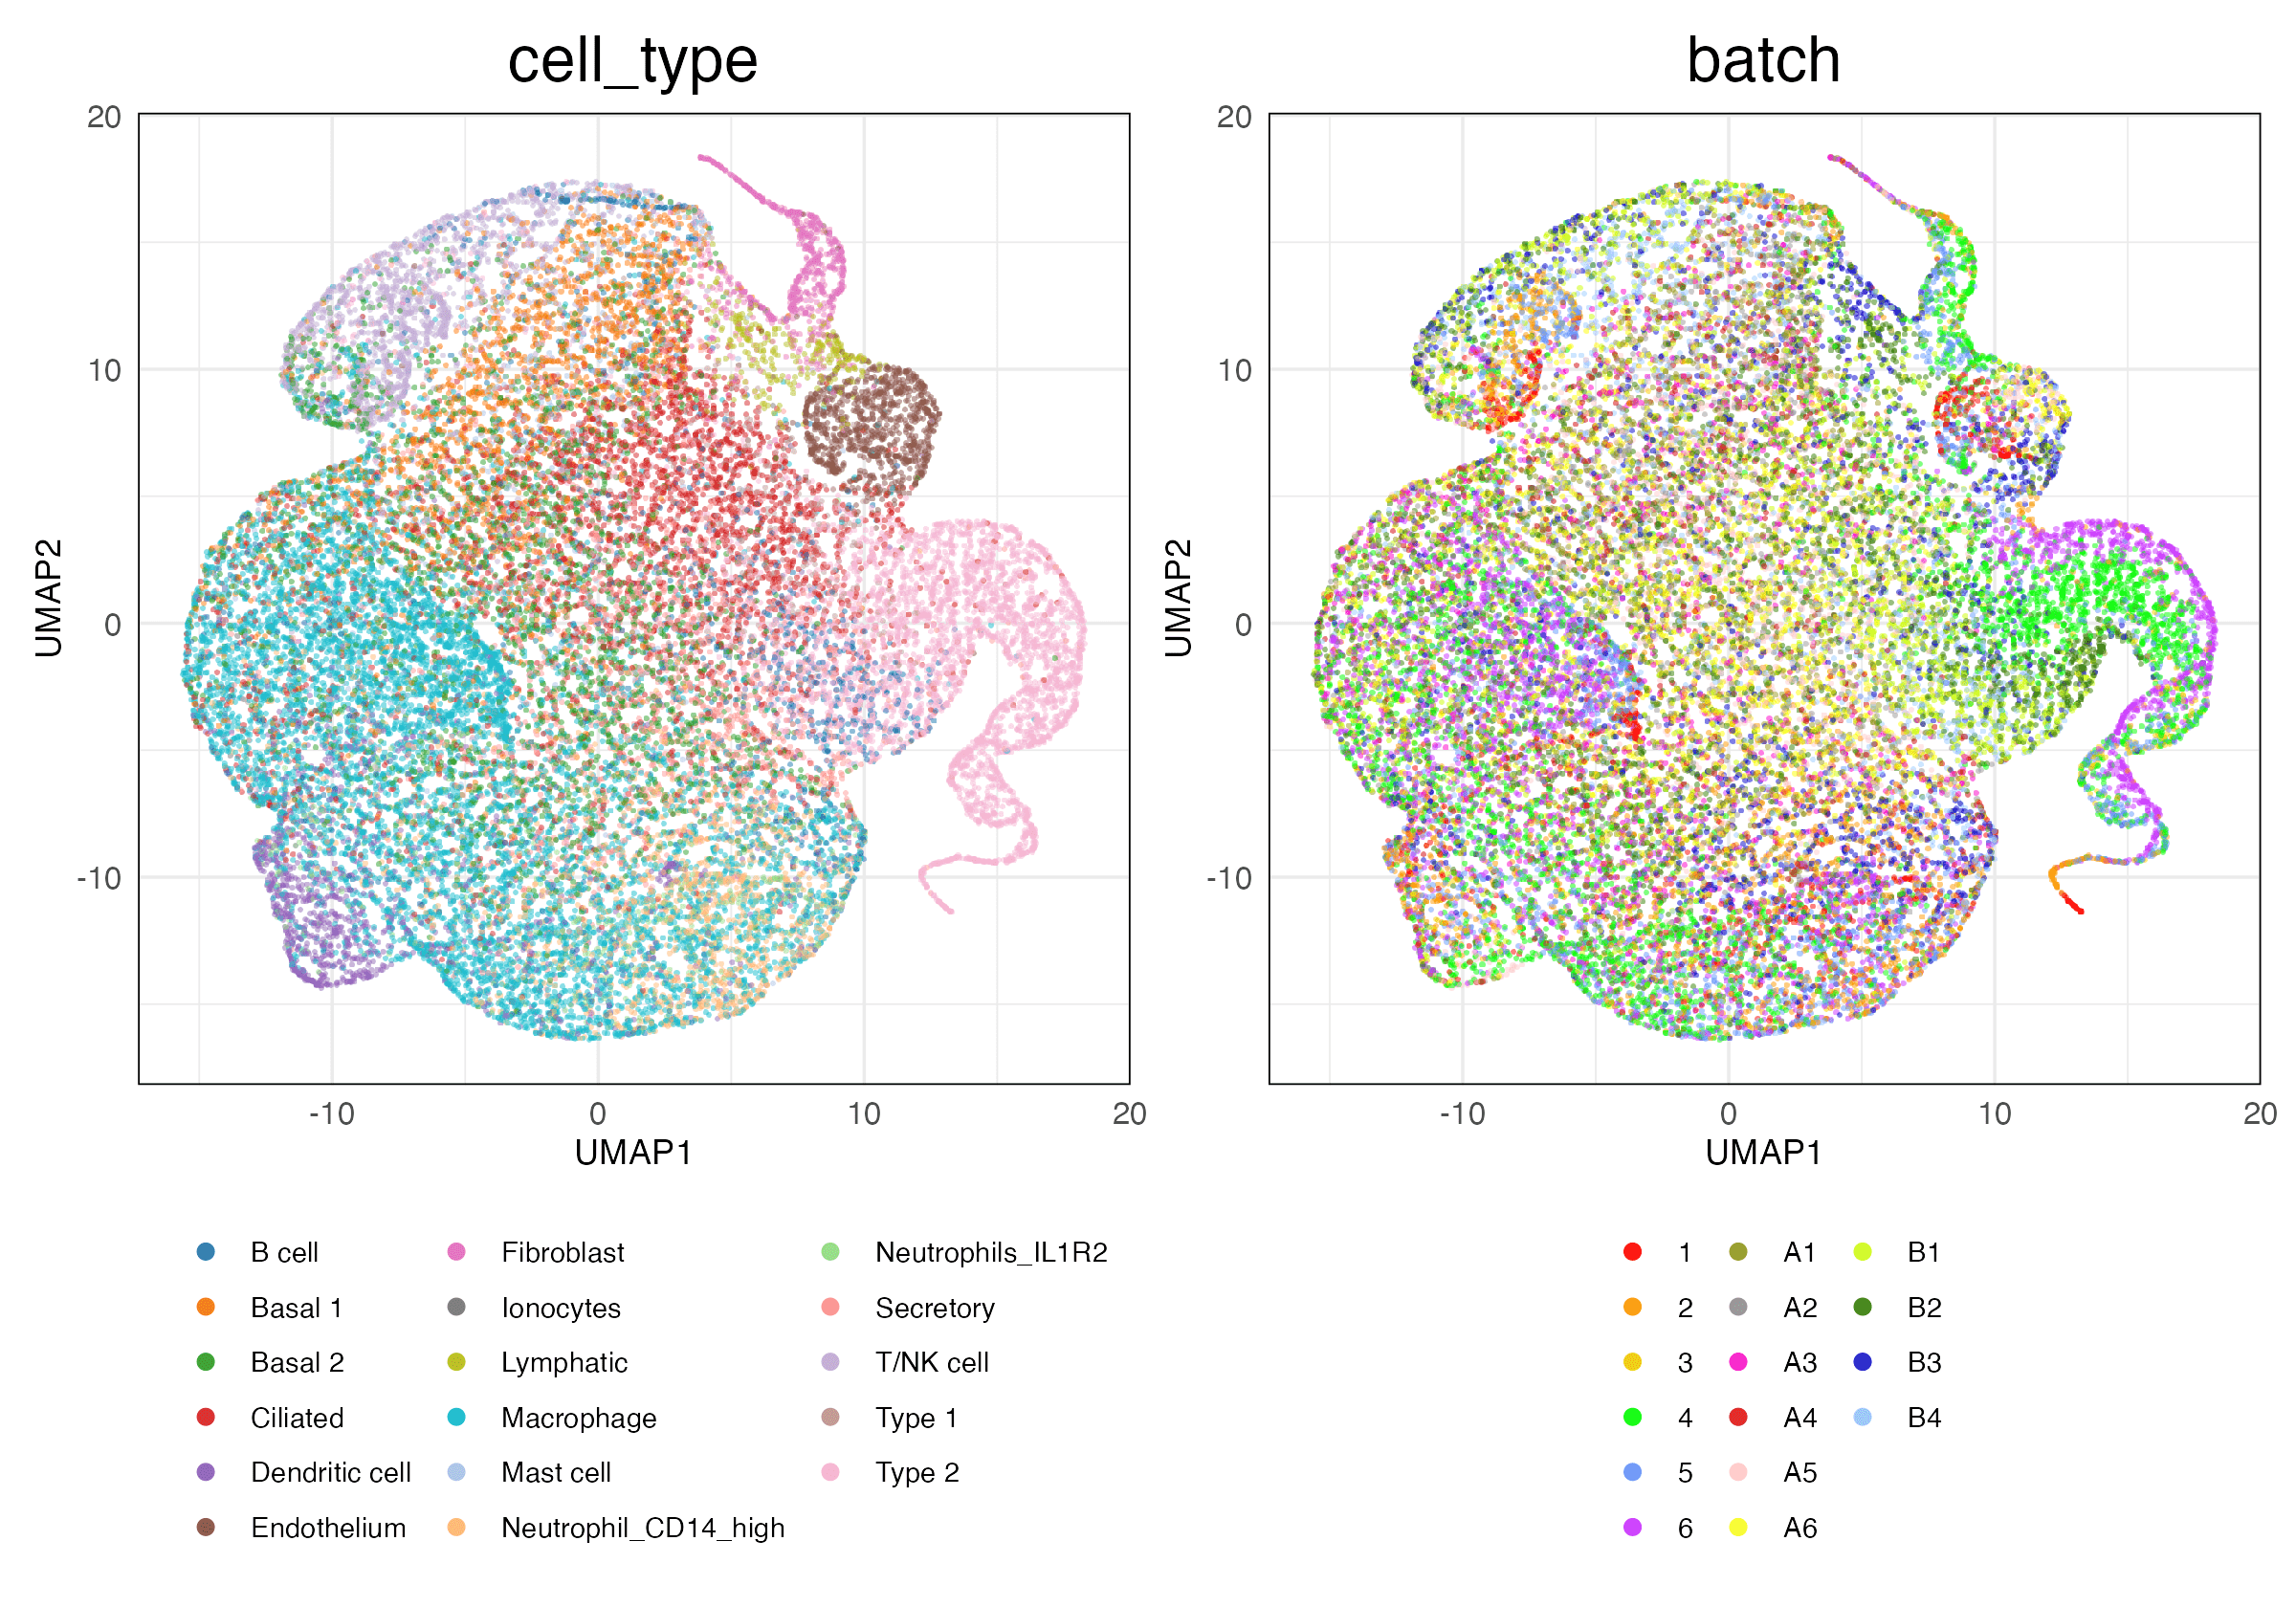 cell_type
20
10
0
-10
UMAP2
-10 0 10 20
UMAP1
B cell Fibroblast Neutrophils_IL1R2
Basal 1 Ionocytes Secretory
Basal 2 Lymphatic T/NK cell
Ciliated Macrophage Type 1
Dendritic cell Mast cell Type 2
Endothelium Neutrophil_CD14_high
batch
20
10
0
-10
UMAP2
-10 0 10 20
UMAP1
1 A1 B1
2 A2 B2
3 A3 B3
4 A4 B4
5 A5
6 A6